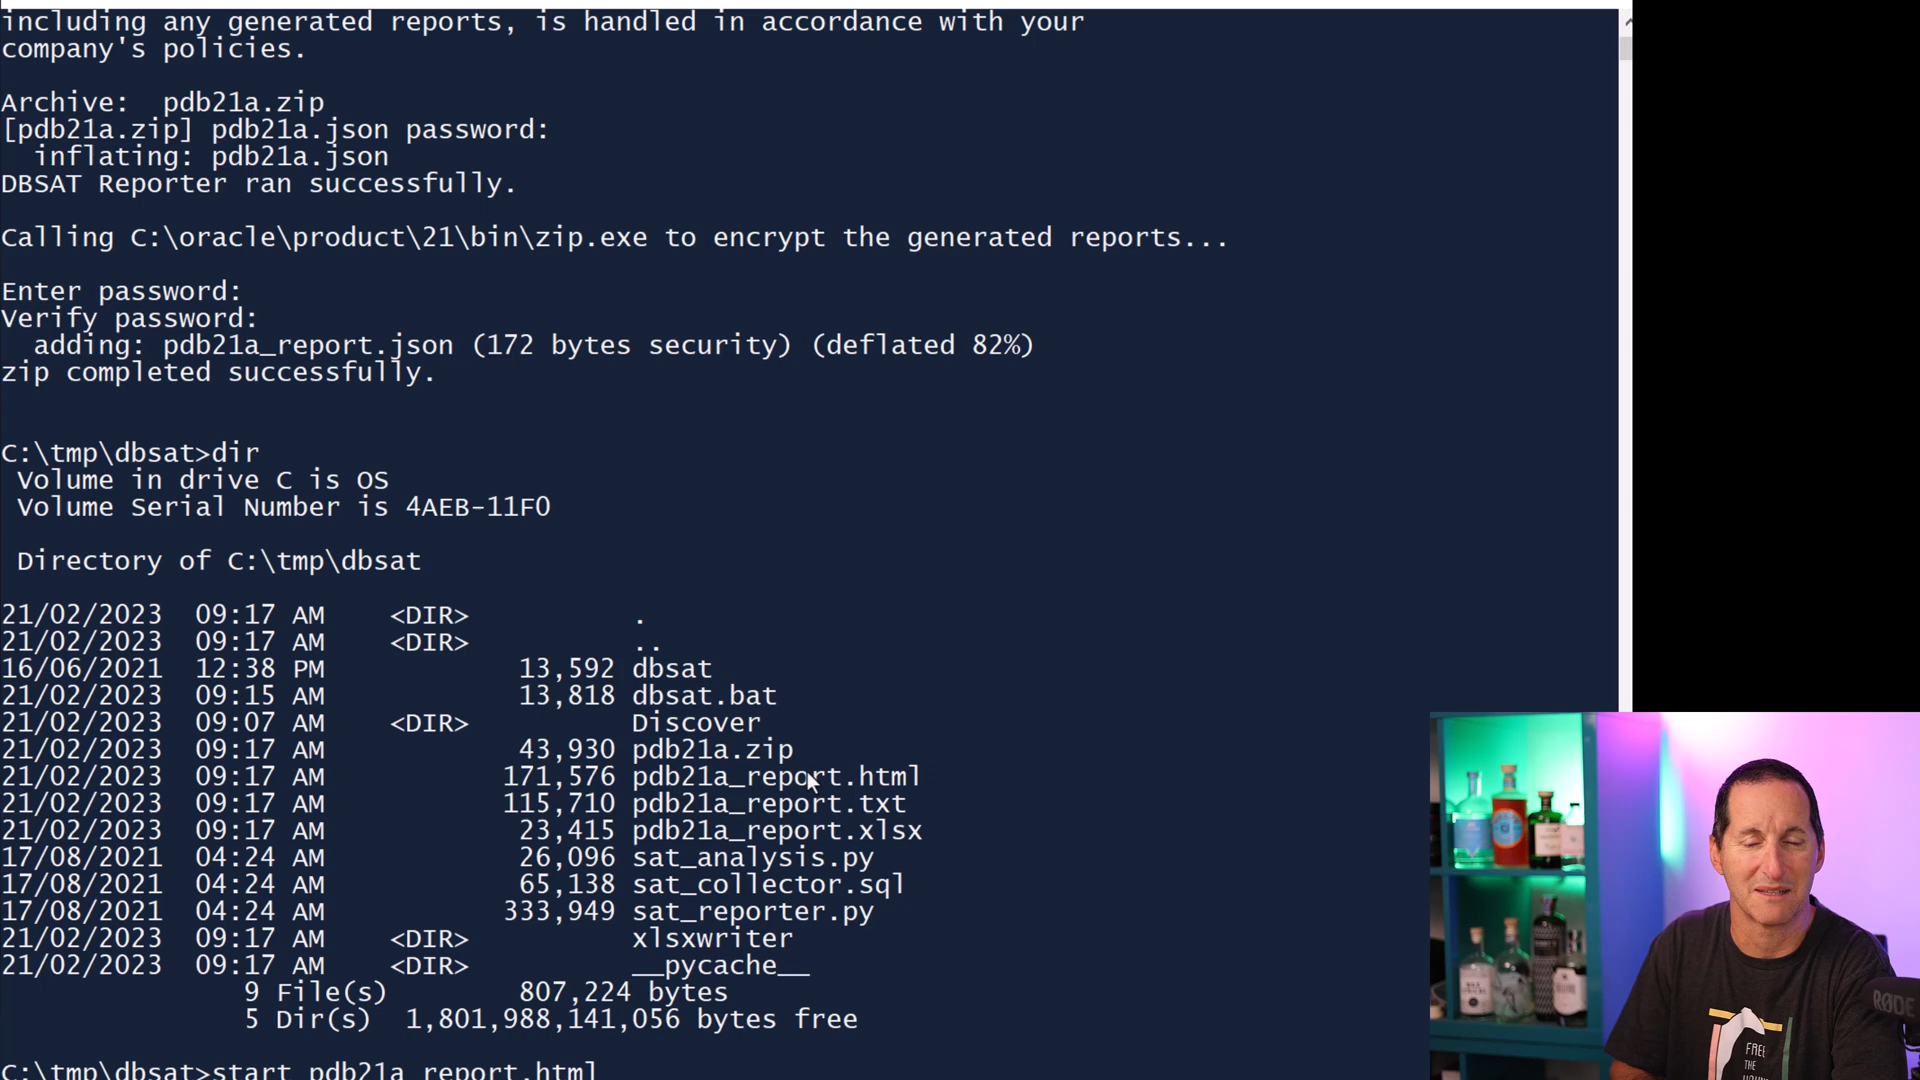 including any generated reports, is handled in accordance with your
company's policies.
Archive:  pdb21a.zip
[pdb21a.zip] pdb21a.json password:
  inflating: pdb21a.json
DBSAT Reporter ran successfully.
Calling C:\oracle\product\21\bin\zip.exe to encrypt the generated reports...
Enter password:
Verify password:
  adding: pdb21a_report.json (172 bytes security) (deflated 82%)
zip completed successfully.
C:\tmp\dbsat>dir
 Volume in drive C is OS
 Volume Serial Number is 4AEB-11F0
 Directory of C:\tmp\dbsat
21/02/2023  09:17 AM    <DIR>          .
21/02/2023  09:17 AM    <DIR>          ..
16/06/2021  12:38 PM            13,592 dbsat
21/02/2023  09:15 AM            13,818 dbsat.bat
21/02/2023  09:07 AM    <DIR>          Discover
21/02/2023  09:17 AM            43,930 pdb21a.zip
21/02/2023  09:17 AM           171,576 pdb21a_report.html
21/02/2023  09:17 AM           115,710 pdb21a_report.txt
21/02/2023  09:17 AM            23,415 pdb21a_report.xlsx
17/08/2021  04:24 AM            26,096 sat_analysis.py
17/08/2021  04:24 AM            65,138 sat_collector.sql
17/08/2021  04:24 AM           333,949 sat_reporter.py
21/02/2023  09:17 AM    <DIR>          xlsxwriter
21/02/2023  09:17 AM    <DIR>          __pycache__
               9 File(s)        807,224 bytes
               5 Dir(s)  1,801,988,141,056 bytes free
C:\tmp\dbsat>start pdb21a_report.html
RØDE
FREE
THE